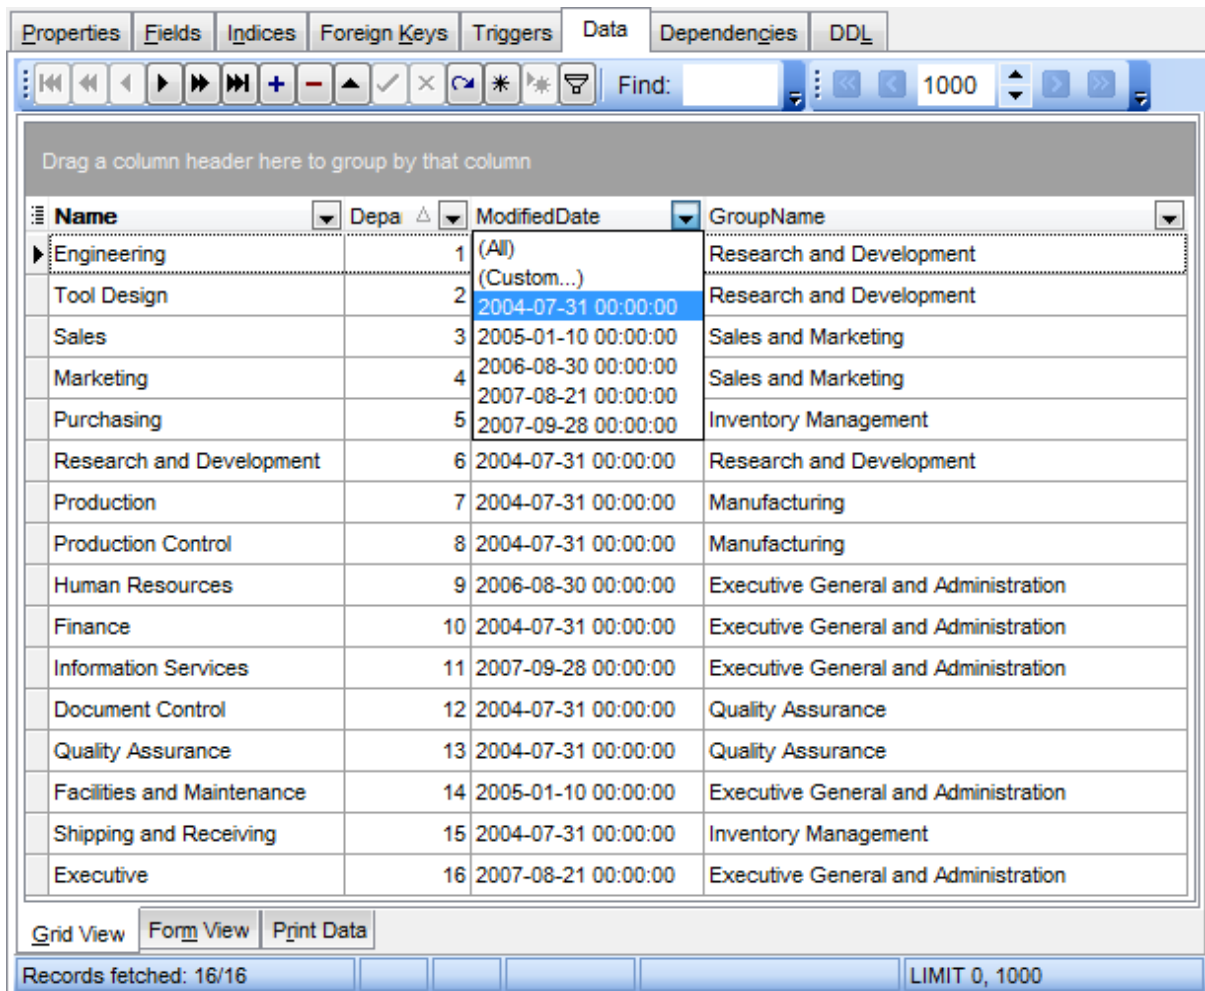 Properties Fields Indices Foreign Keys Triggers Data Dependencies DDL
Find: 1000
Drag a column header here to group by that column
Name Depa ModifiedDate GroupName
(All)
(Custom...)
2004-07-31 00:00:00
2005-01-10 00:00:00
2006-08-30 00:00:00
2007-08-21 00:00:00
2007-09-28 00:00:00
Engineering 1 Research and Development
Tool Design 2 Research and Development
Sales 3 Sales and Marketing
Marketing 4 Sales and Marketing
Purchasing 5 Inventory Management
Research and Development 6 2004-07-31 00:00:00 Research and Development
Production 7 2004-07-31 00:00:00 Manufacturing
Production Control 8 2004-07-31 00:00:00 Manufacturing
Human Resources 9 2006-08-30 00:00:00 Executive General and Administration
Finance 10 2004-07-31 00:00:00 Executive General and Administration
Information Services 11 2007-09-28 00:00:00 Executive General and Administration
Document Control 12 2004-07-31 00:00:00 Quality Assurance
Quality Assurance 13 2004-07-31 00:00:00 Quality Assurance
Facilities and Maintenance 14 2005-01-10 00:00:00 Executive General and Administration
Shipping and Receiving 15 2004-07-31 00:00:00 Inventory Management
Executive 16 2007-08-21 00:00:00 Executive General and Administration
Grid View Form View Print Data
Records fetched: 16/16 LIMIT 0, 1000